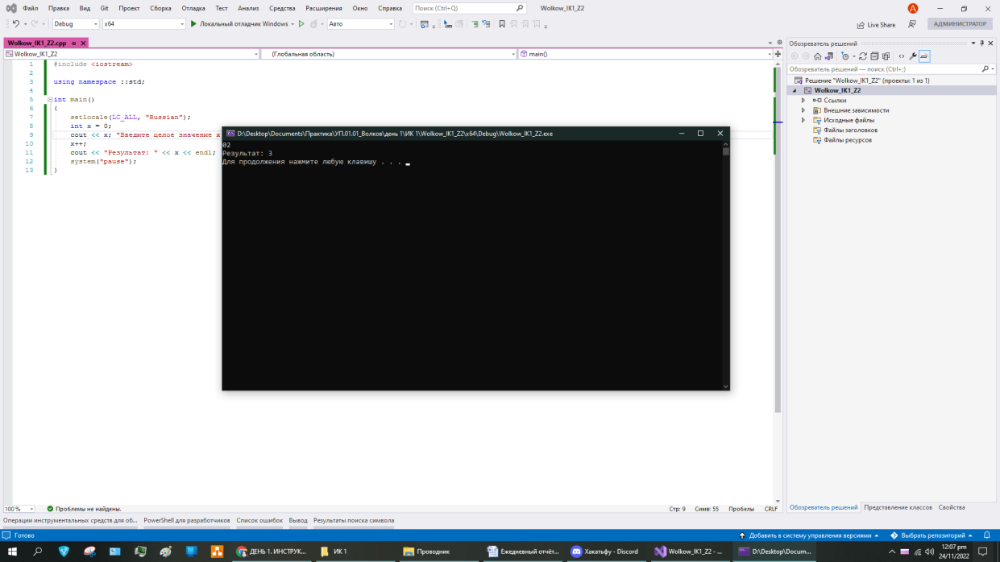 Файл Правка Вид Git Проект Сборка Отладка Тест Анализ Средства Расширения Окно Справка Поиск (Ctrl+Q) Wolkow_IK1_Z2 A
Debug x64 Локальный отладчик Windows Авто Live Share АДМИНИСТРАТОР
Wolkow_IK1_Z2.cpp
Wolkow_IK1_Z2 (Глобальная область) main()
1 #include <iostream>
2
3 using namespace ::std;
4
5 int main()
6 {
7 setlocale(LC_ALL, "Russian");
8 int x = 0;
9 cout << x; "Введите целое значение x
10 x++;
11 cout << "Результат: " << x << endl;
12 system("pause");
13 }
D:\Desktop\Documents\Практика\УП.01.01_Волков\день 1\ИК 1\Wolkow_IK1_Z2\x64\Debug\Wolkow_IK1_Z2.exe
02
Результат: 3
Для продолжения нажмите любую клавишу . . .
Обозреватель решений
Обозреватель решений — поиск (Ctrl+;)
Решение "Wolkow_IK1_Z2" (проекты: 1 из 1)
Wolkow_IK1_Z2
Ссылки
Внешние зависимости
Исходные файлы
Файлы заголовков
Файлы ресурсов
100 % Проблемы не найдены. Стр: 9 Симв: 55 Пробелы CRLF
Обозреватель решений Представление классов Свойства
Операции инструментальных средств для об... PowerShell для разработчиков Список ошибок Вывод Результаты поиска символа
Готово Добавить в систему управления версиями Выбрать репозиторий
ДЕНЬ 1. ИНСТРУК... ИК 1 Проводник Ежедневный отчёт... Хакатьфу - Discord Wolkow_IK1_Z2 - ... D:\Desktop\Docum...
12:07 pm
24/11/2022